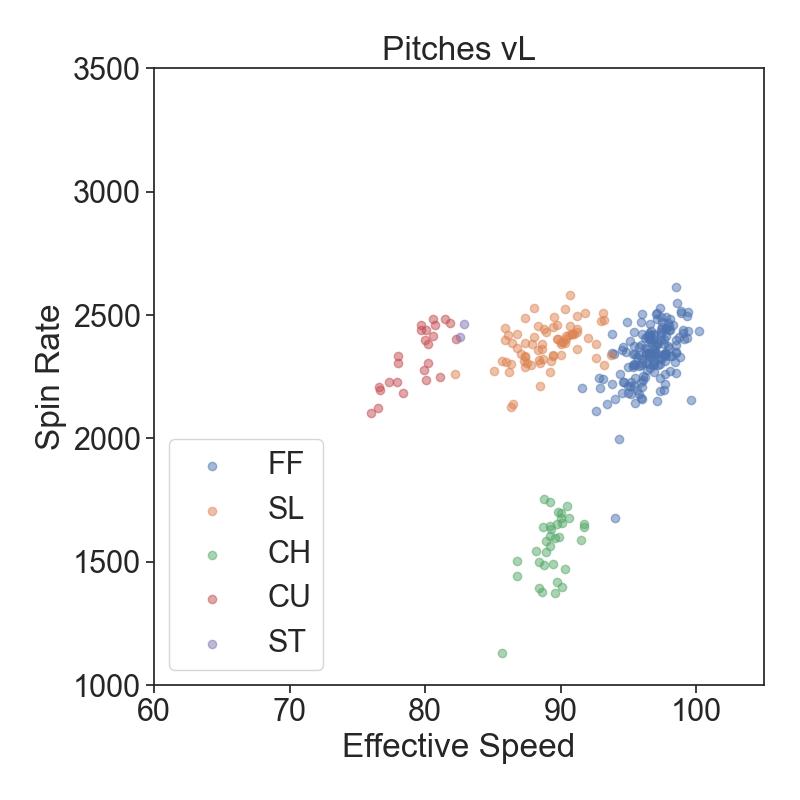 Pitches vL
3500
3000
2500
2000
1500
1000
Spin Rate
FF
SL
CH
CU
ST
60 70 80 90 100
Effective Speed